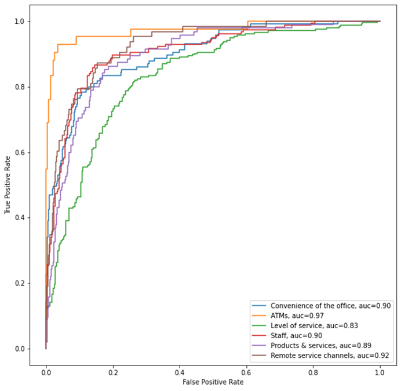 1.0
0.8
0.6
0.4
0.2
0.0
True Positive Rate
Convenience of the office, auc=0.90
ATMs, auc=0.97
Level of service, auc=0.83
Staff, auc=0.90
Products & services, auc=0.89
Remote service channels, auc=0.92
0.0 0.2 0.4 0.6 0.8 1.0
False Positive Rate